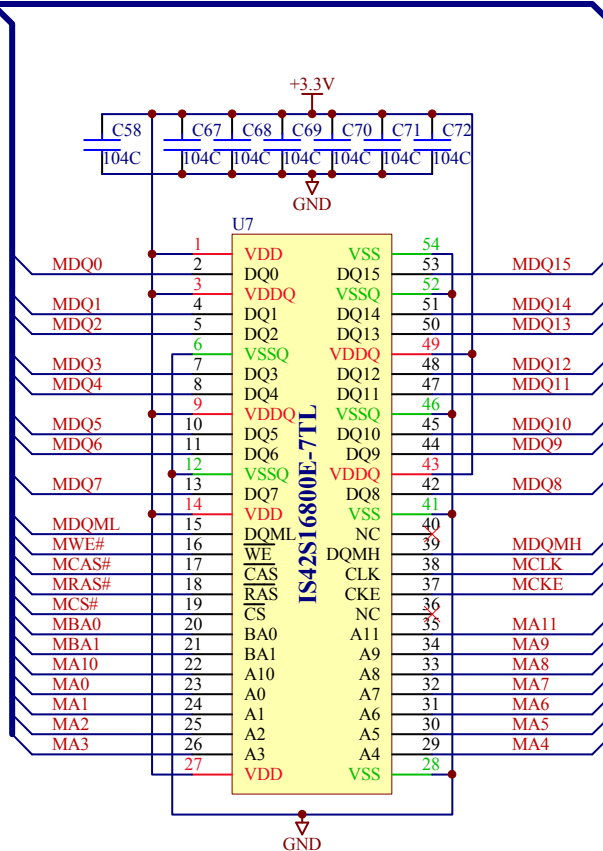 +3.3V
C58 C67 C68 C69 C70 C71 C72
104C 104C 104C 104C 104C 104C 104C
GND
U7
1 VDD VSS 54
MDQ0 2 DQ0 DQ15 53 MDQ15
3 VDDQ VSSQ 52
MDQ1 4 DQ1 DQ14 51 MDQ14
MDQ2 5 DQ2 DQ13 50 MDQ13
6 VSSQ VDDQ 49
MDQ3 7 DQ3 DQ12 48 MDQ12
MDQ4 8 DQ4 DQ11 47 MDQ11
9 VDDQ VSSQ 46
MDQ5 10 DQ5 DQ10 45 MDQ10
MDQ6 11 DQ6 DQ9 44 MDQ9
12 VSSQ VDDQ 43
MDQ7 13 DQ7 DQ8 42 MDQ8
14 VDD VSS 41
MDQML 15 DQML NC 40
MWE# 16 WE DQMH 39 MDQMH
MCAS# 17 CAS CLK 38 MCLK
MRAS# 18 RAS CKE 37 MCKE
MCS# 19 CS NC 36
MBA0 20 BA0 A11 35 MA11
MBA1 21 BA1 A9 34 MA9
MA10 22 A10 A8 33 MA8
MA0 23 A0 A7 32 MA7
MA1 24 A1 A6 31 MA6
MA2 25 A2 A5 30 MA5
MA3 26 A3 A4 29 MA4
27 VDD VSS 28
IS42S16800E-7TL
GND